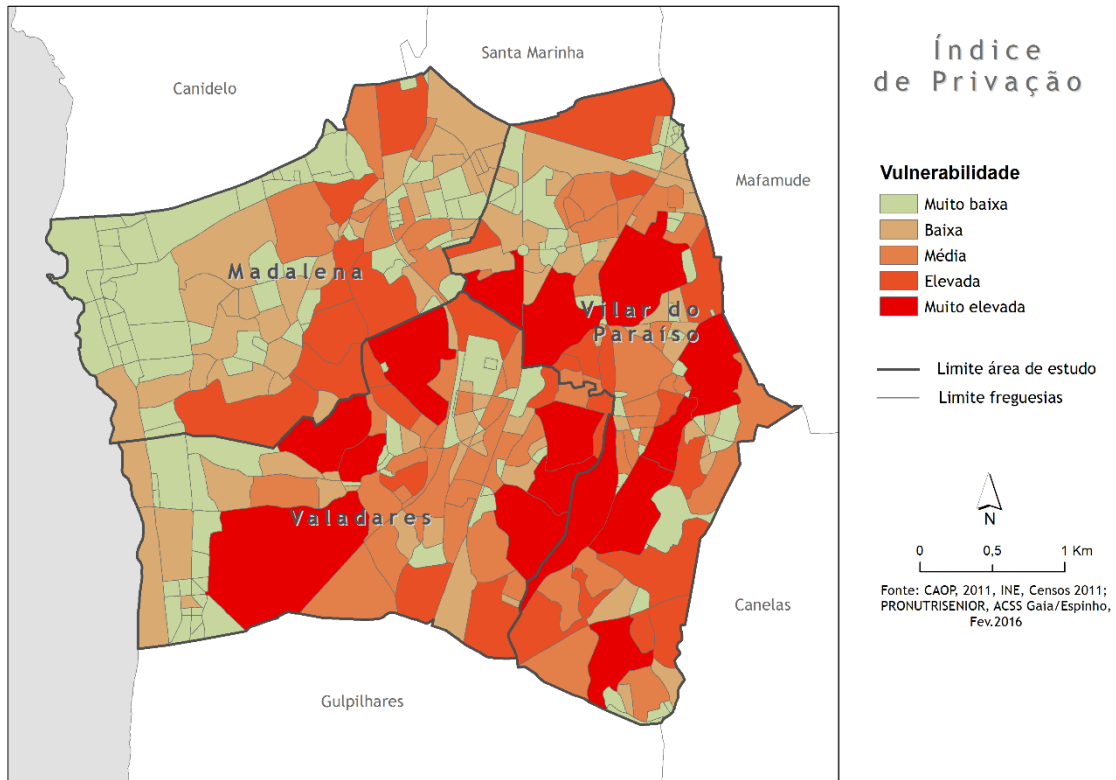 Índice
de Privação
Santa Marinha
Canidelo
Mafamude
Vulnerabilidade
Muito baixa
Baixa
Média
Elevada
Muito elevada
Madalena
Vilar do
Paraíso
Limite área de estudo
Limite freguesias
Valadares
N
0 0,5 1 Km
Fonte: CAOP, 2011, INE, Censos 2011;
PRONUTRISENIOR, ACSS Gaia/Espinho,
Fev.2016
Canelas
Gulpilhares